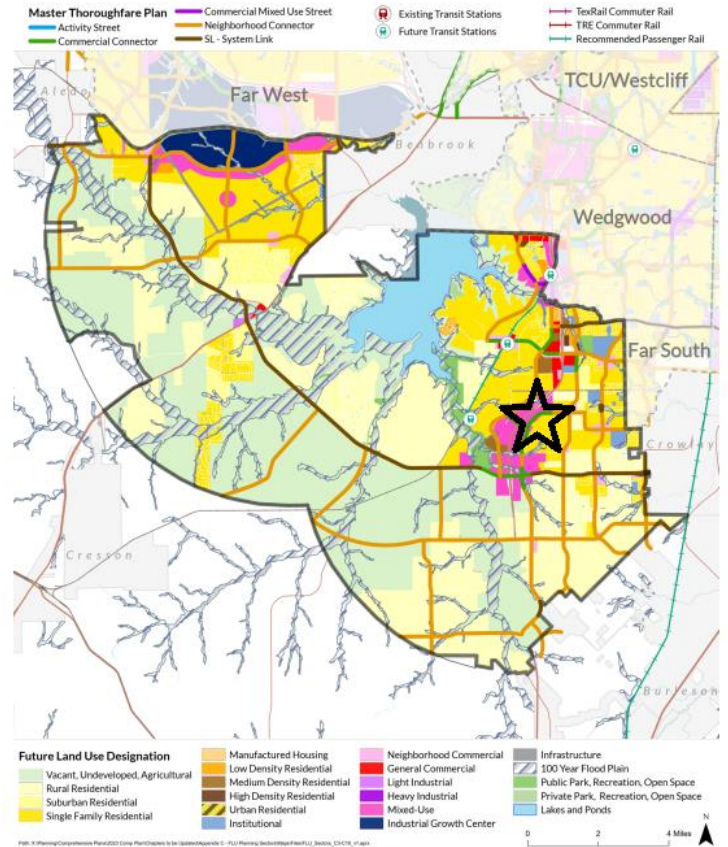 Master Thoroughfare Plan
Activity Street
Commercial Connector
Commercial Mixed Use Street
Neighborhood Connector
SL - System Link
Existing Transit Stations
Future Transit Stations
TexRail Commuter Rail
TRE Commuter Rail
Recommended Passenger Rail
Aledo
Far West
TCU/Westcliff
Benbrook
Wedgwood
Far South
Crowley
Cresson
Burleson
Future Land Use Designation
Vacant, Undeveloped, Agricultural
Rural Residential
Suburban Residential
Single Family Residential
Manufactured Housing
Low Density Residential
Medium Density Residential
High Density Residential
Urban Residential
Institutional
Neighborhood Commercial
General Commercial
Light Industrial
Heavy Industrial
Mixed-Use
Industrial Growth Center
Infrastructure
100 Year Flood Plain
Public Park, Recreation, Open Space
Private Park, Recreation, Open Space
Lakes and Ponds
0 2 4 Miles
N